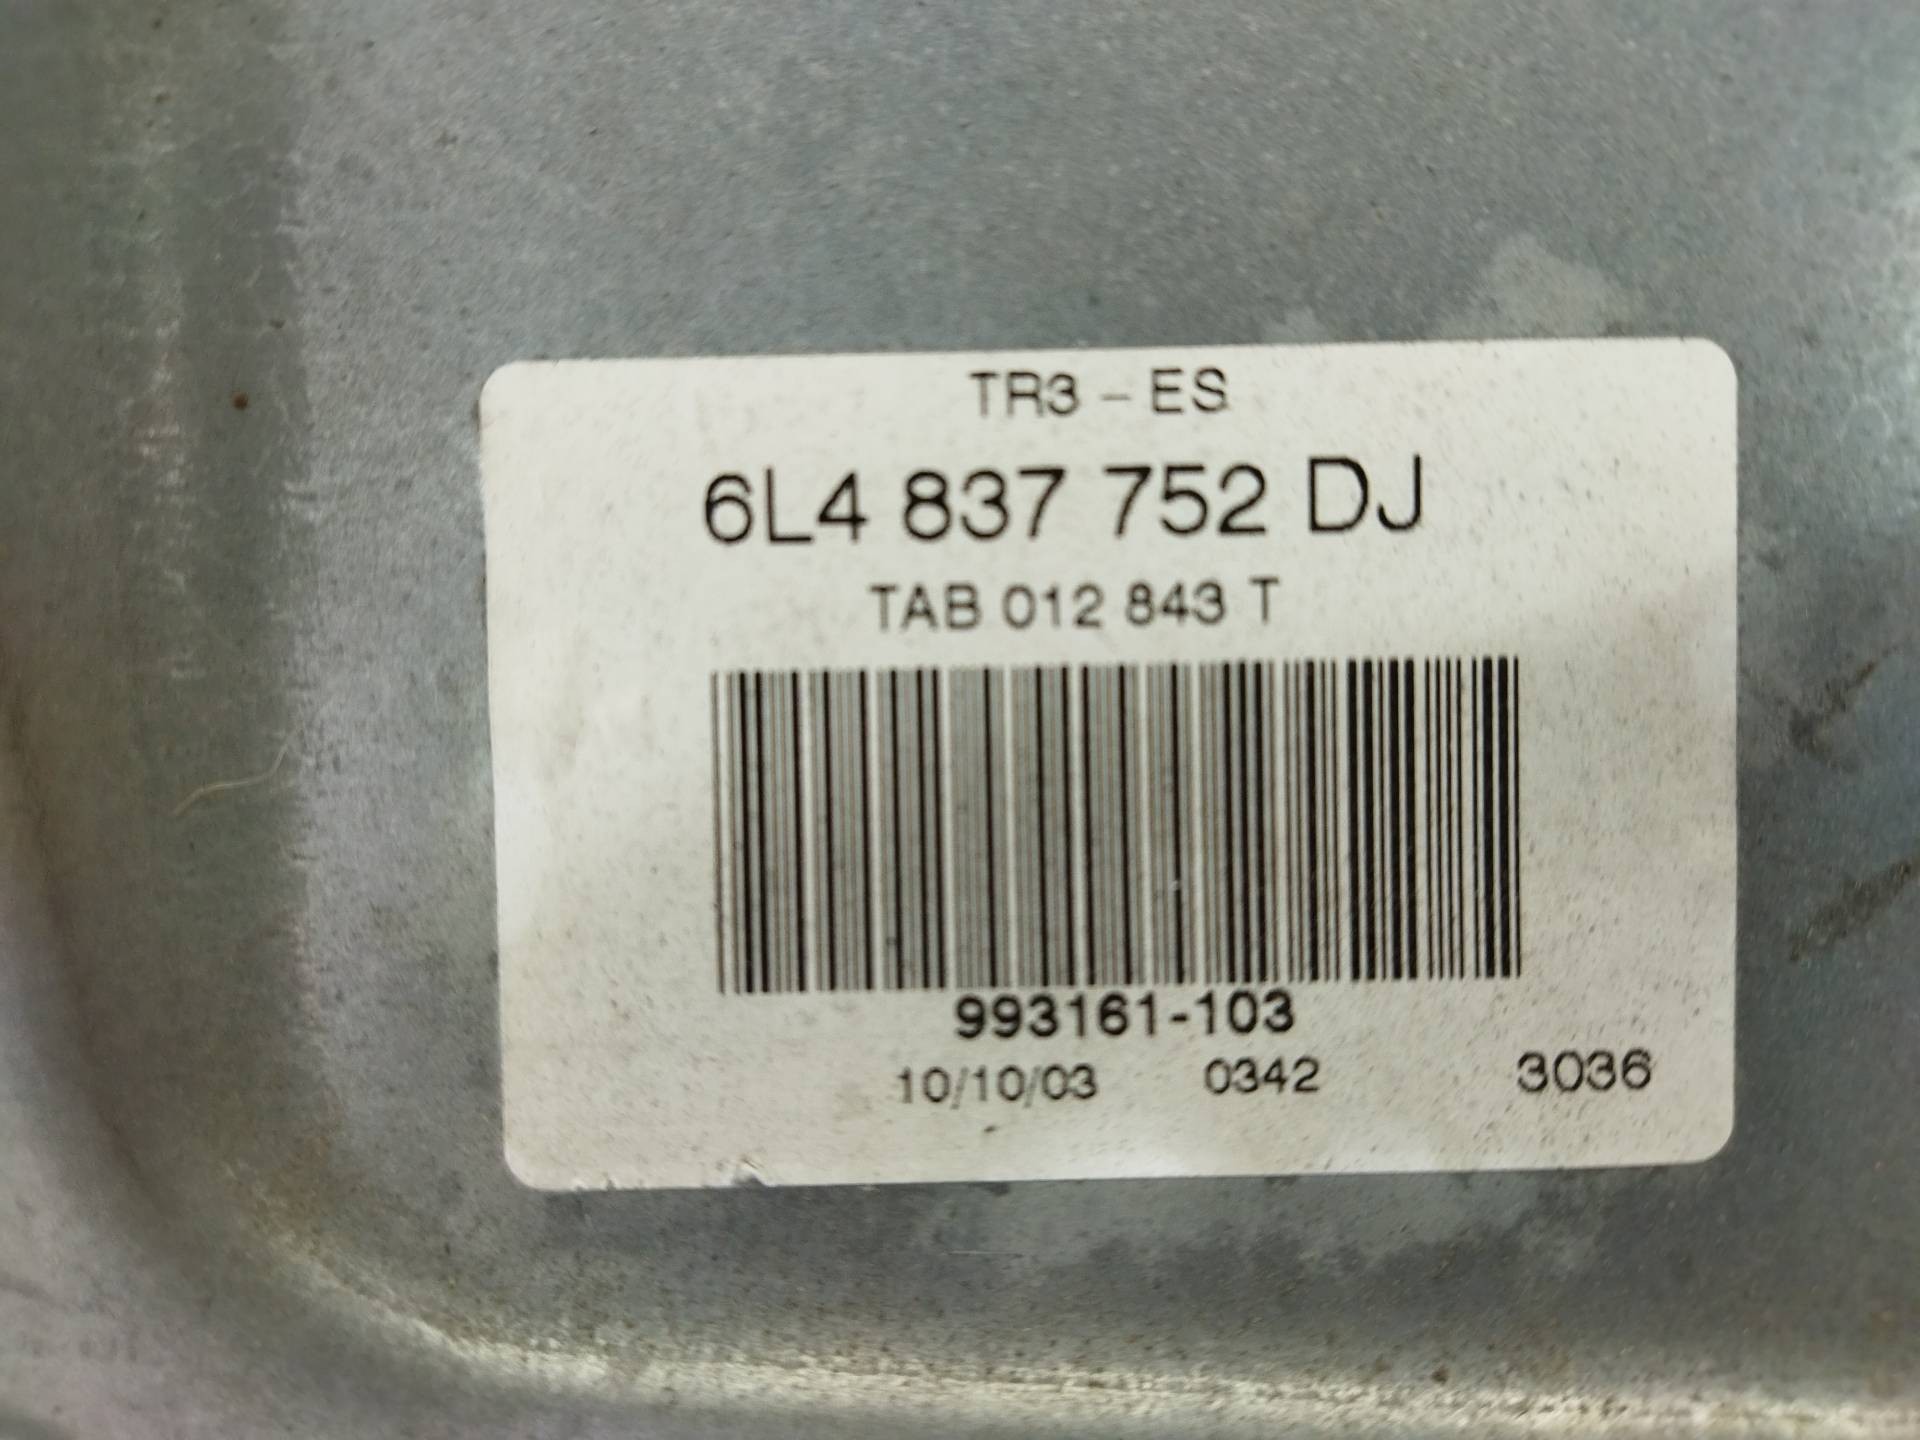 TR3 - ES
6L4 837 752 DJ
TAB 012 843 T
993161-103
10/10/03 0342 3036